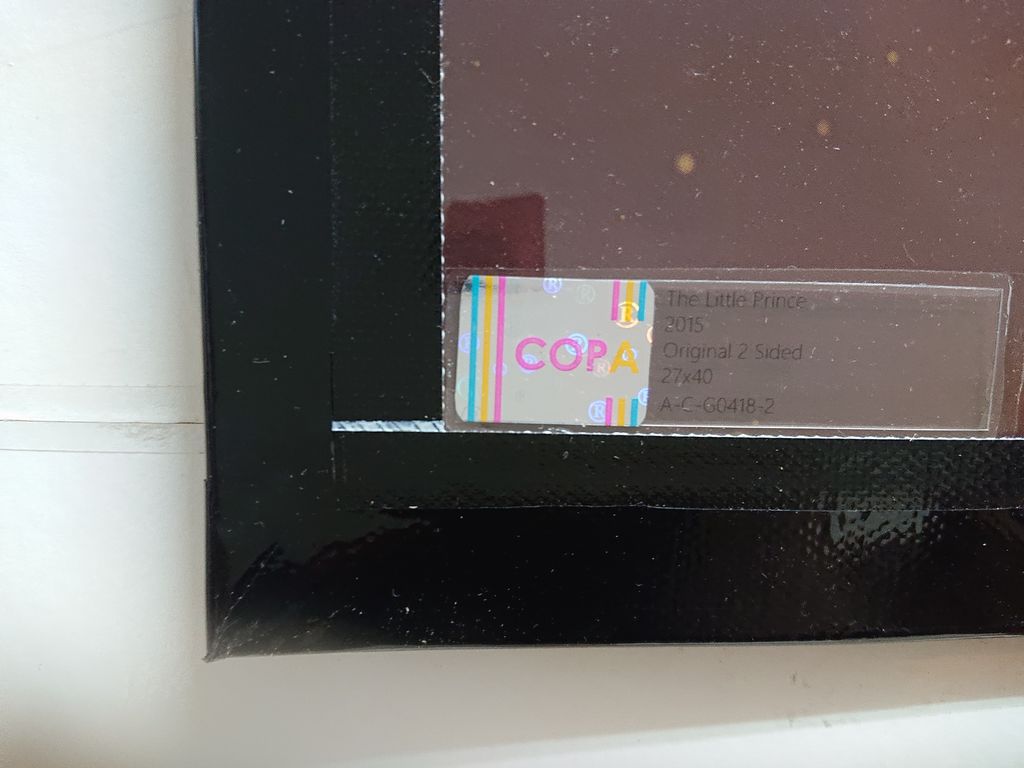 COPA
The Little Prince
2015
Original 2 Sided
27x40
A-C-G0418-2